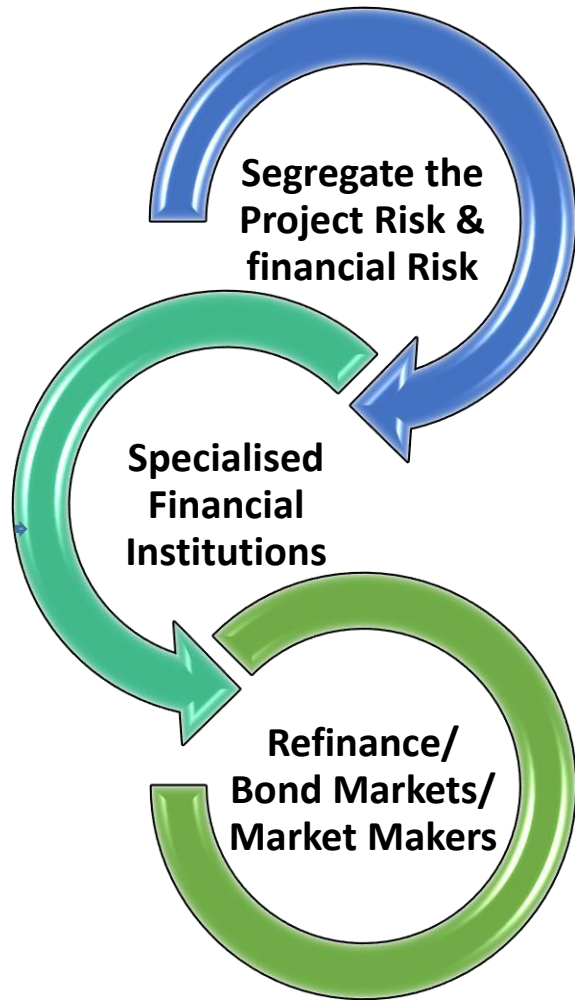 Segregate the
Project Risk &
financial Risk
Specialised
Financial
Institutions
Refinance/
Bond Markets/
Market Makers